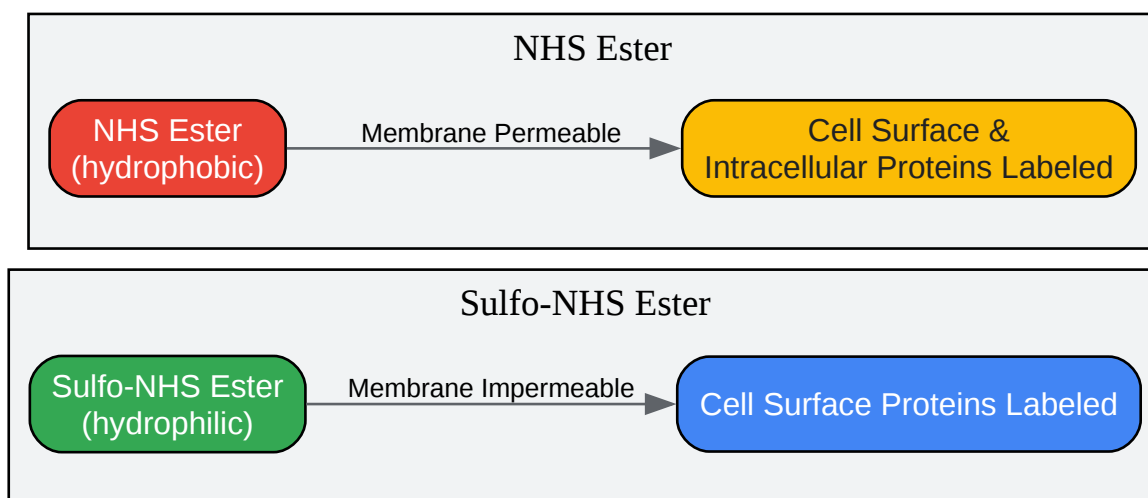 NHS Ester
NHS Ester
(hydrophobic)
Membrane Permeable
Cell Surface &
Intracellular Proteins Labeled
Sulfo-NHS Ester
Sulfo-NHS Ester
(hydrophilic)
Membrane Impermeable
Cell Surface Proteins Labeled